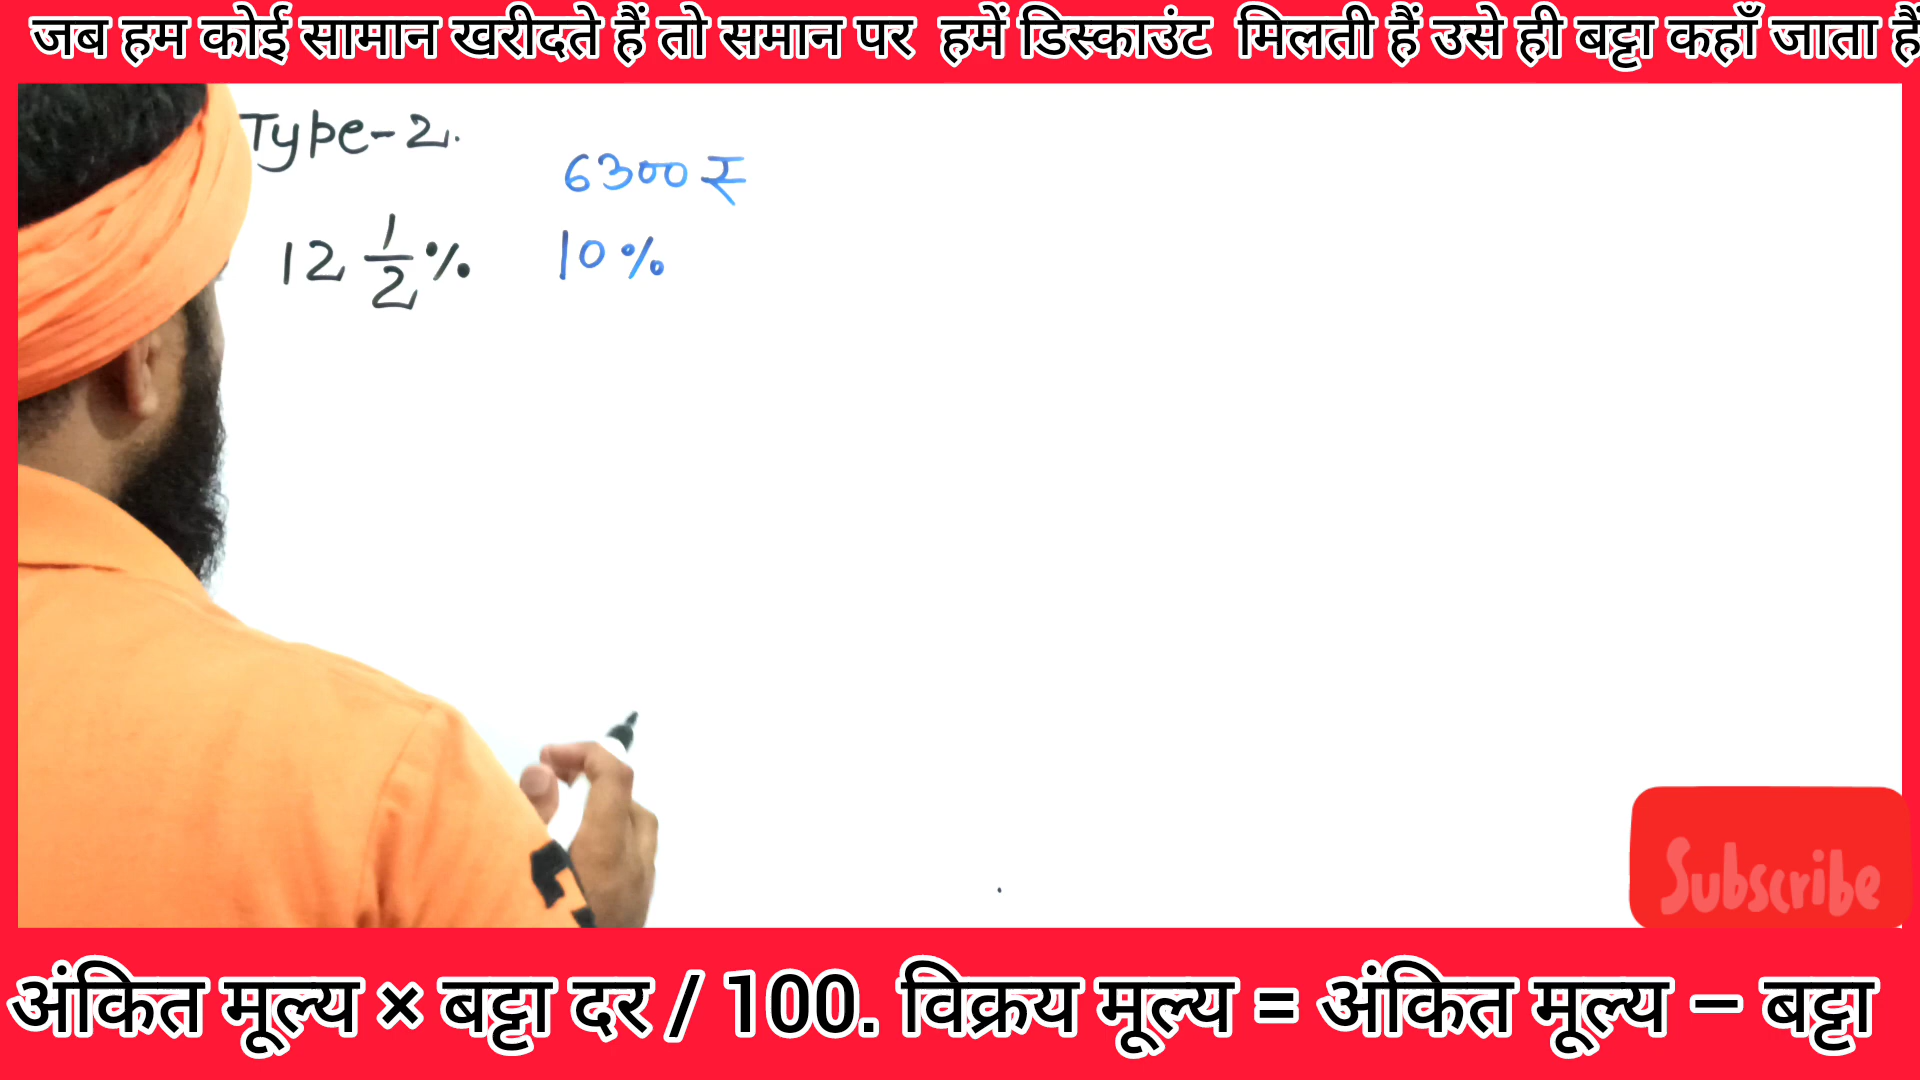 जब हम कोई सामान खरीदते हैं तो समान पर हमें डिस्काउंट मिलती हैं उसे ही बट्टा कहाँ जाता हैं
Type-2.
6300 ₹
12 1/2 %
10 %
Subscribe
अंकित मूल्य × बट्टा दर / 100. विक्रय मूल्य = अंकित मूल्य – बट्टा